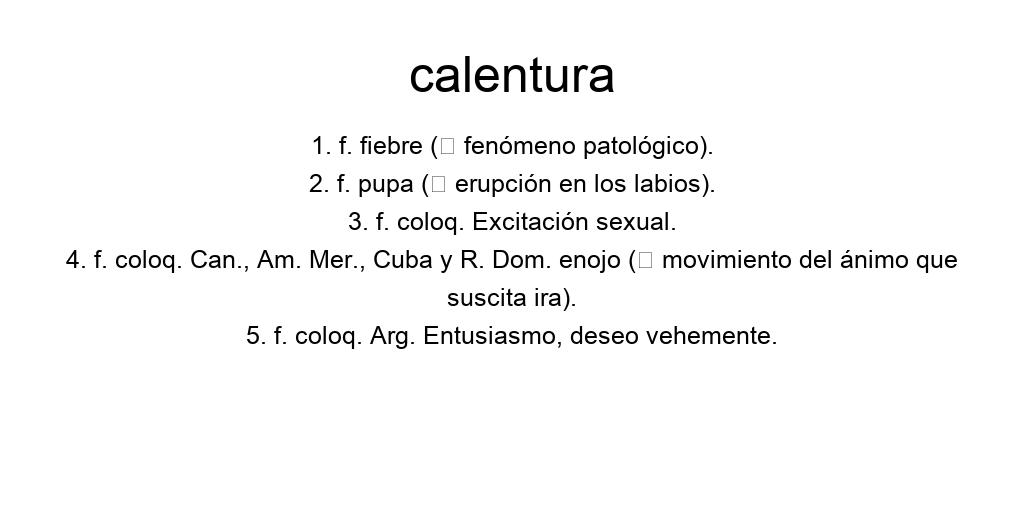 calentura
1. f. fiebre (□ fenómeno patológico).
2. f. pupa (□ erupción en los labios).
3. f. coloq. Excitación sexual.
4. f. coloq. Can., Am. Mer., Cuba y R. Dom. enojo (□ movimiento del ánimo que
suscita ira).
5. f. coloq. Arg. Entusiasmo, deseo vehemente.